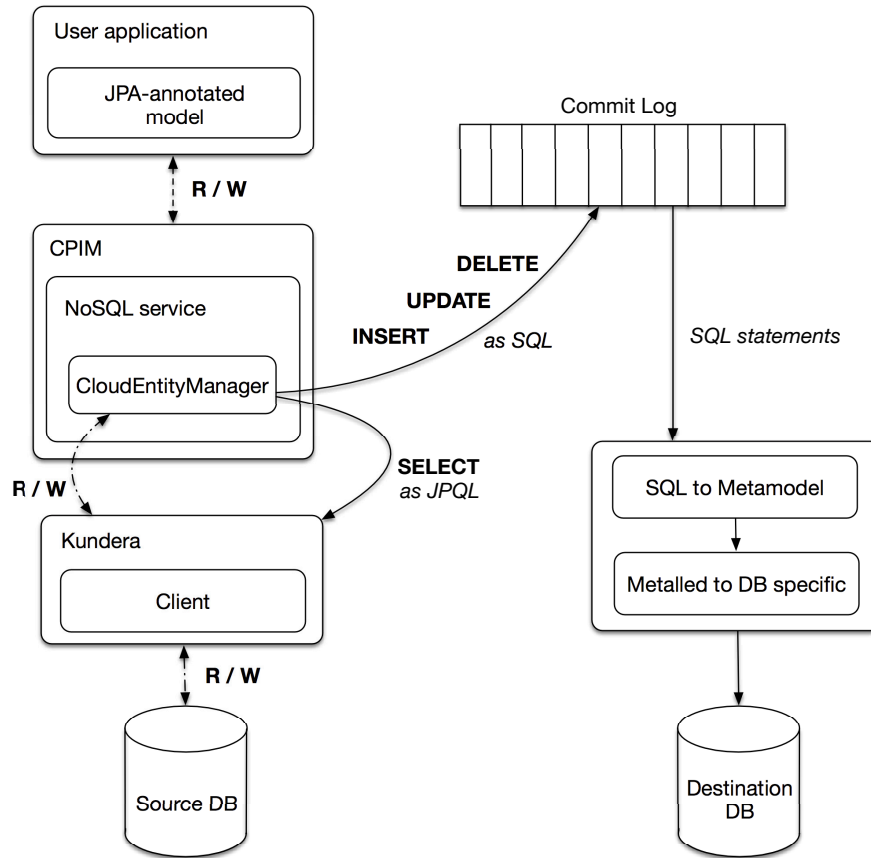 User application
JPA-annotated
model
R / W
CPIM
NoSQL service
CloudEntityManager
R / W
Kundera
Client
R / W
Source DB
Commit Log
DELETE
UPDATE
INSERT
as SQL
SELECT
as JPQL
SQL statements
SQL to Metamodel
Metalled to DB specific
Destination
DB